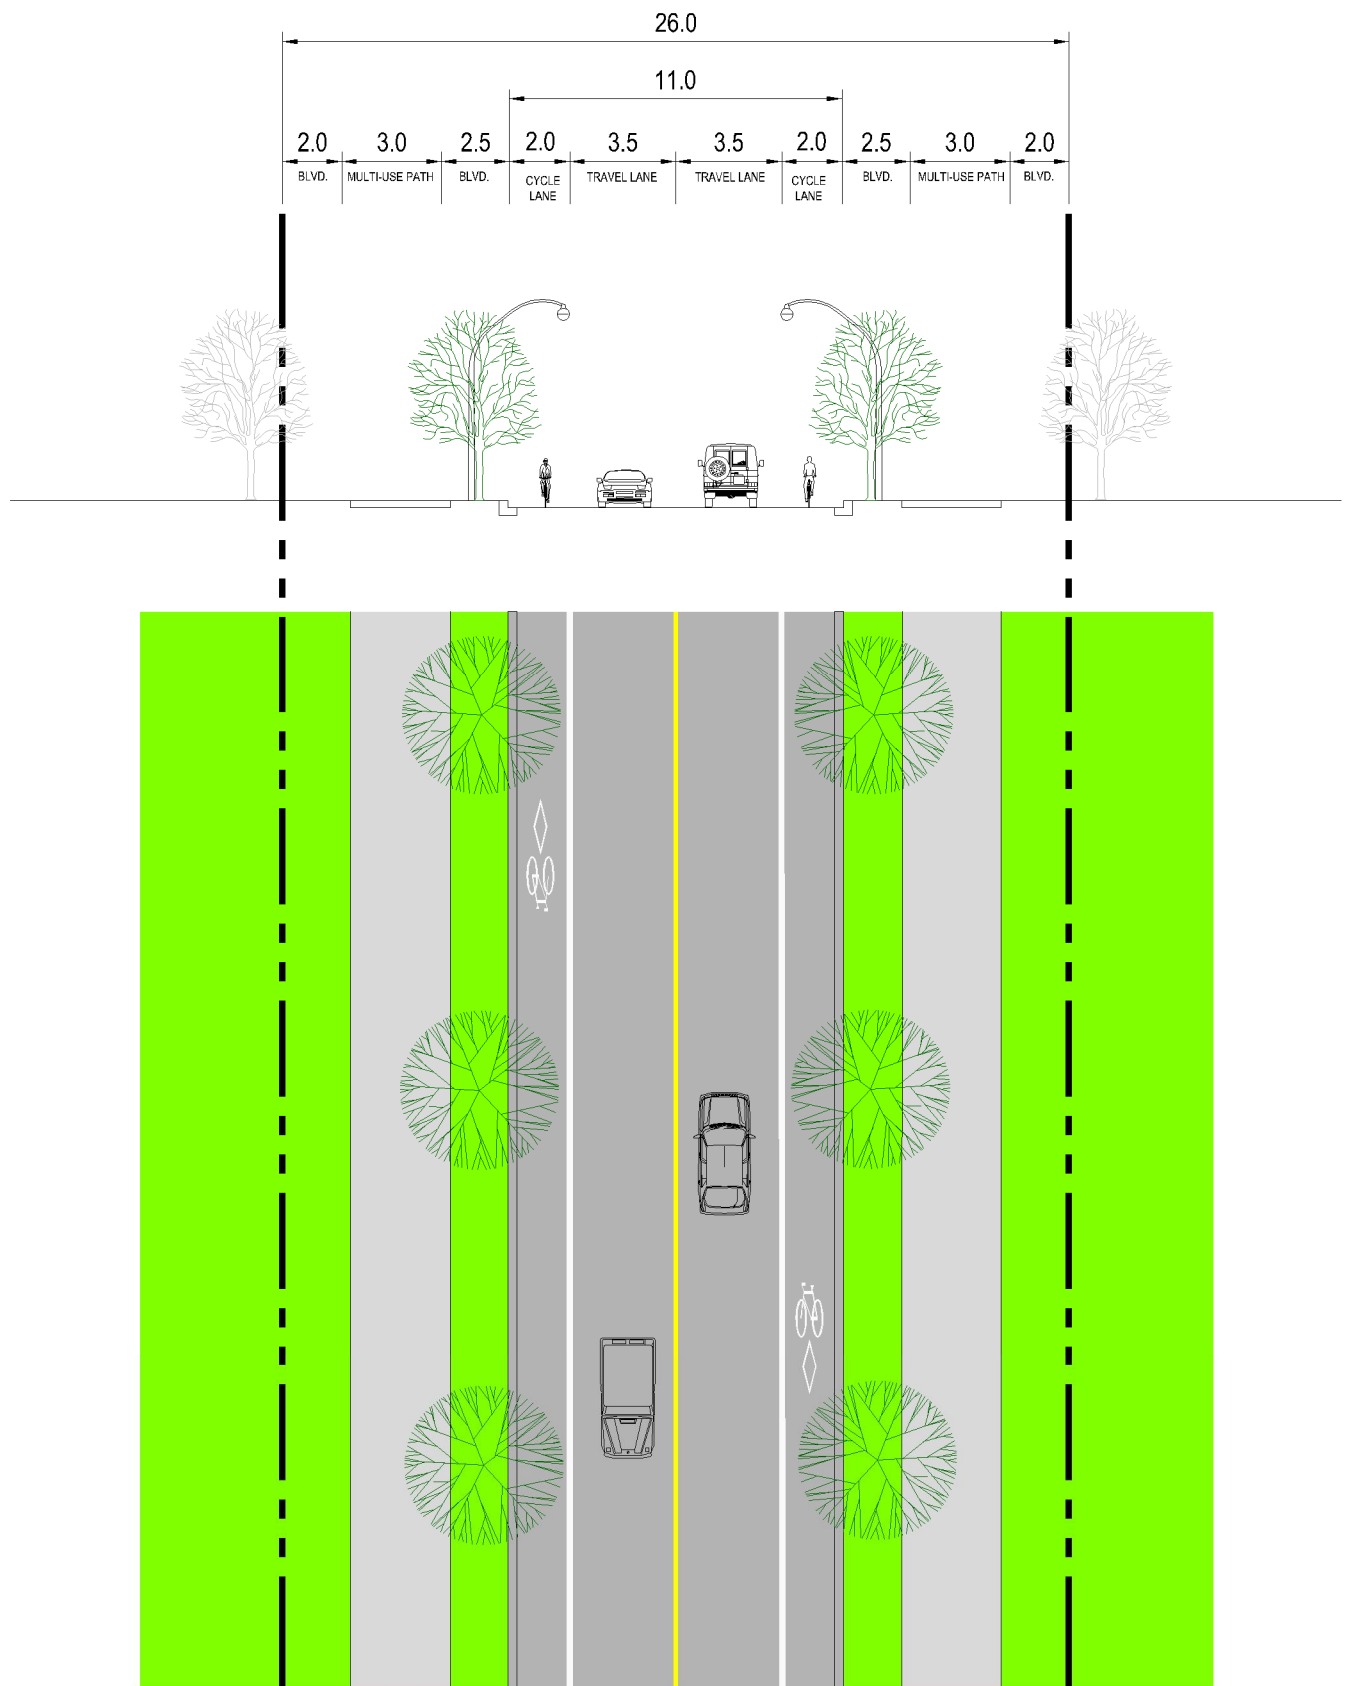 26.0
11.0
2.0 3.0 2.5 2.0 3.5 3.5 2.0 2.5 3.0 2.0
BLVD. MULTI-USE PATH BLVD. CYCLE LANE TRAVEL LANE TRAVEL LANE CYCLE LANE BLVD. MULTI-USE PATH BLVD.